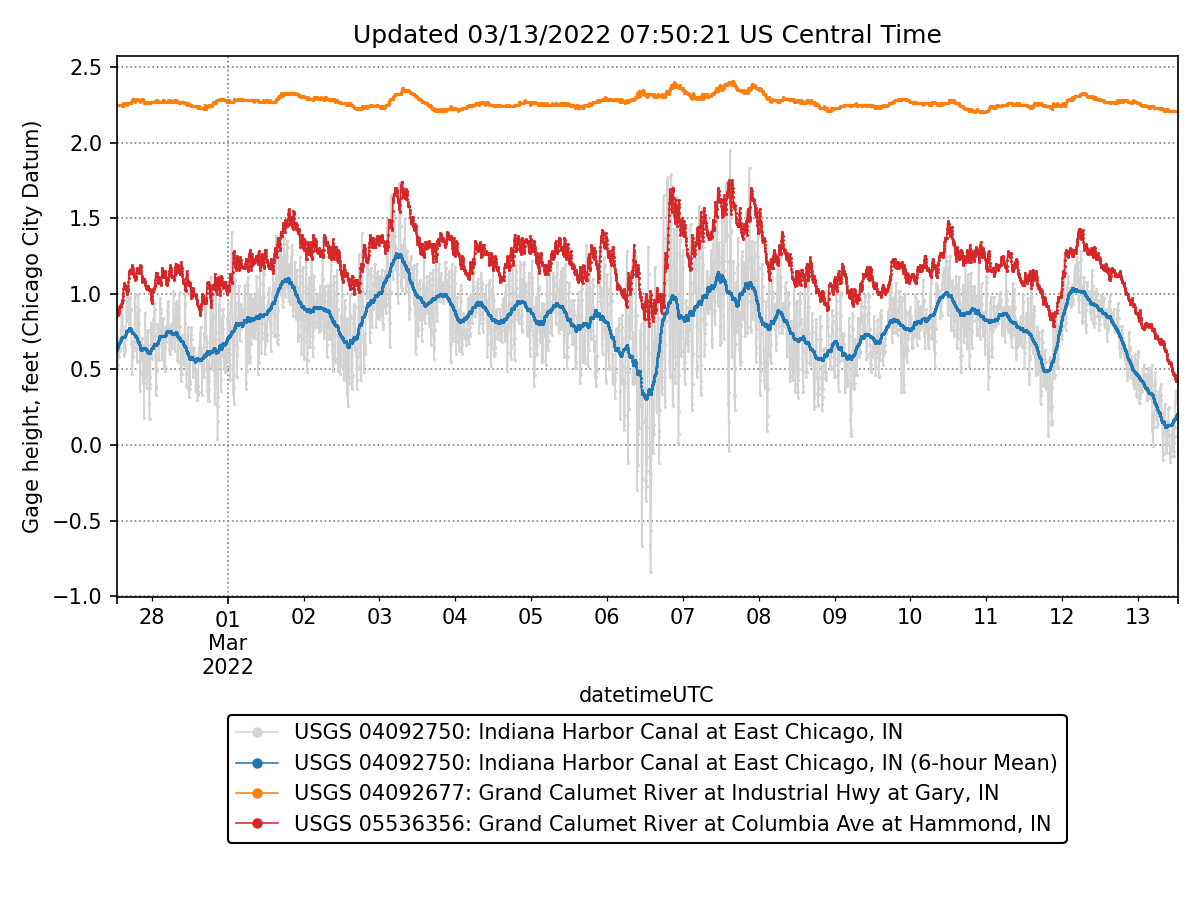 Updated 03/13/2022 07:50:21 US Central Time
Gage height, feet (Chicago City Datum)
2.5
2.0
1.5
1.0
0.5
0.0
−0.5
−1.0
28
01
Mar
2022
02
03
04
05
06
07
08
09
10
11
12
13
datetimeUTC
USGS 04092750: Indiana Harbor Canal at East Chicago, IN
USGS 04092750: Indiana Harbor Canal at East Chicago, IN (6-hour Mean)
USGS 04092677: Grand Calumet River at Industrial Hwy at Gary, IN
USGS 05536356: Grand Calumet River at Columbia Ave at Hammond, IN